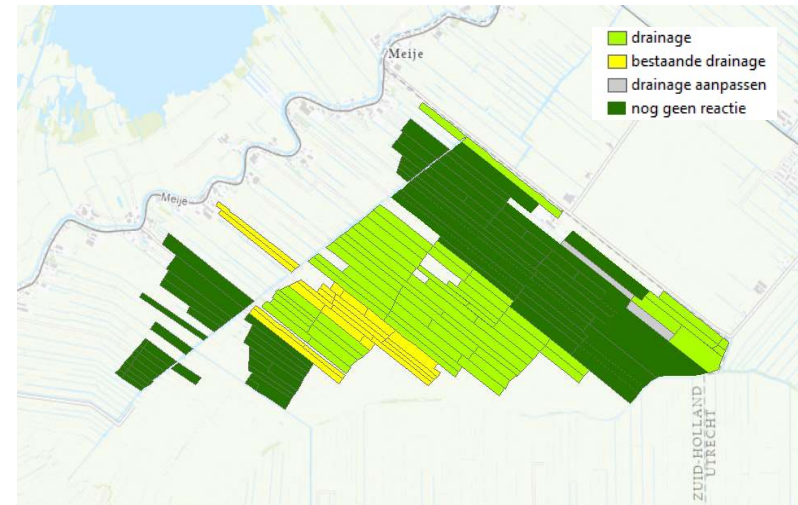 Meije
drainage
bestaande drainage
drainage aanpassen
nog geen reactie
Meije
ZUID-HOLLAND
UTRECHT